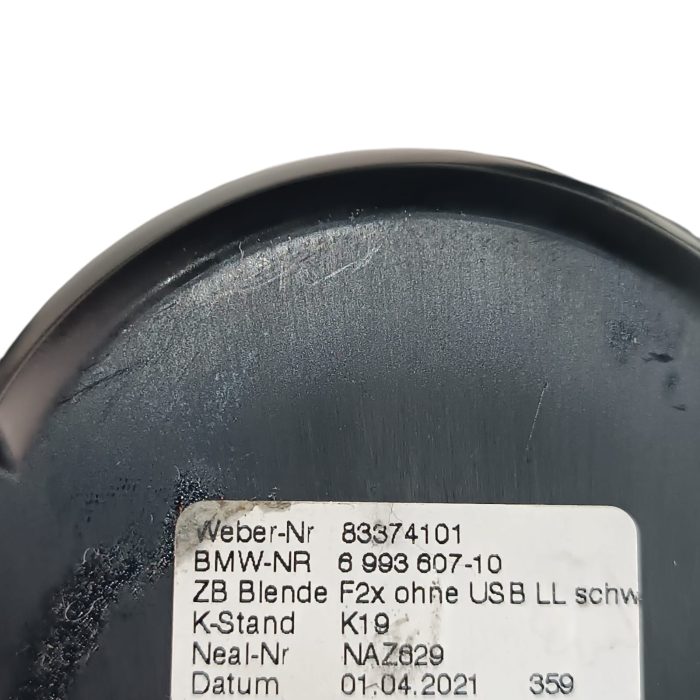 Weber-Nr 83374101
BMW-NR 6 993 607-10
ZB Blende F2x ohne USB LL schw
K-Stand K19
Neal-Nr NAZ629
Datum 01.04.2021 359